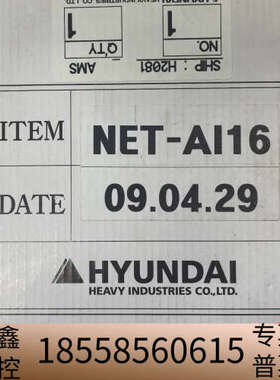 SHIP : H2081
NO.
1
Q'TY
1
AMS
ITEM
NET-AI16
DATE
09.04.29
HYUNDAI
HEAVY INDUSTRIES CO.,LTD.
鑫
控
18558560615
专
普